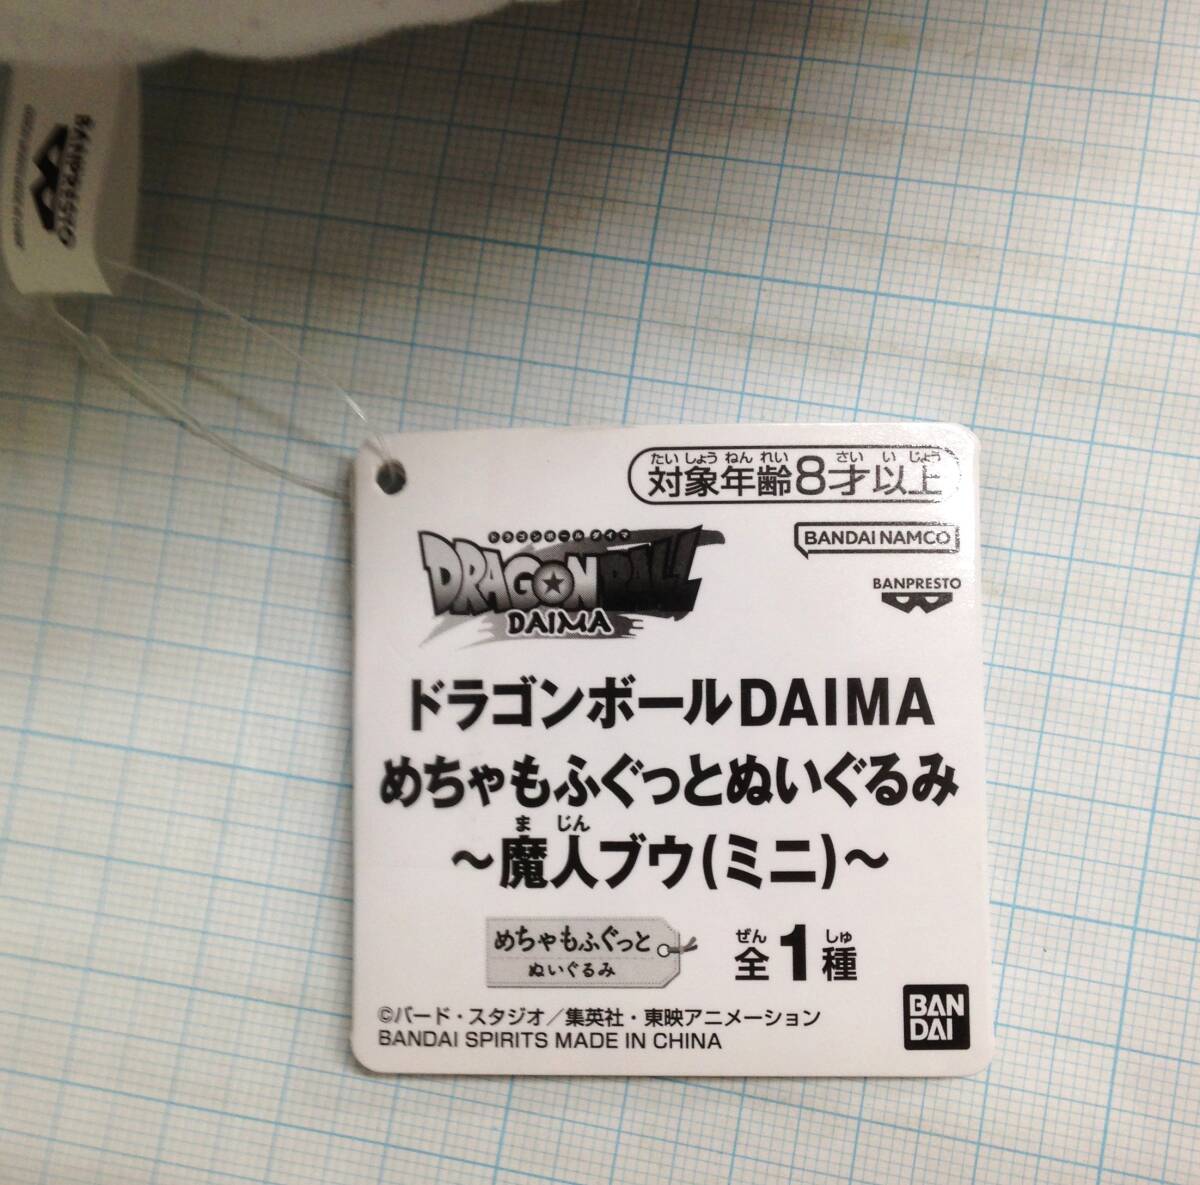 BANPRESTO
たいしょうねんれい さい い じょう
対象年齢8才以上
ドラゴンボールダイマ
DRAGON BALL
DAIMA
BANDAI NAMCO
BANPRESTO
ドラゴンボールDAIMA
めちゃもふぐっとぬいぐるみ
ま じん
～魔人ブウ(ミニ)～
めちゃもふぐっと
ぬいぐるみ
ぜん しゅ
全1種
©バード・スタジオ/集英社・東映アニメーション
BANDAI SPIRITS MADE IN CHINA
BAN
DAI